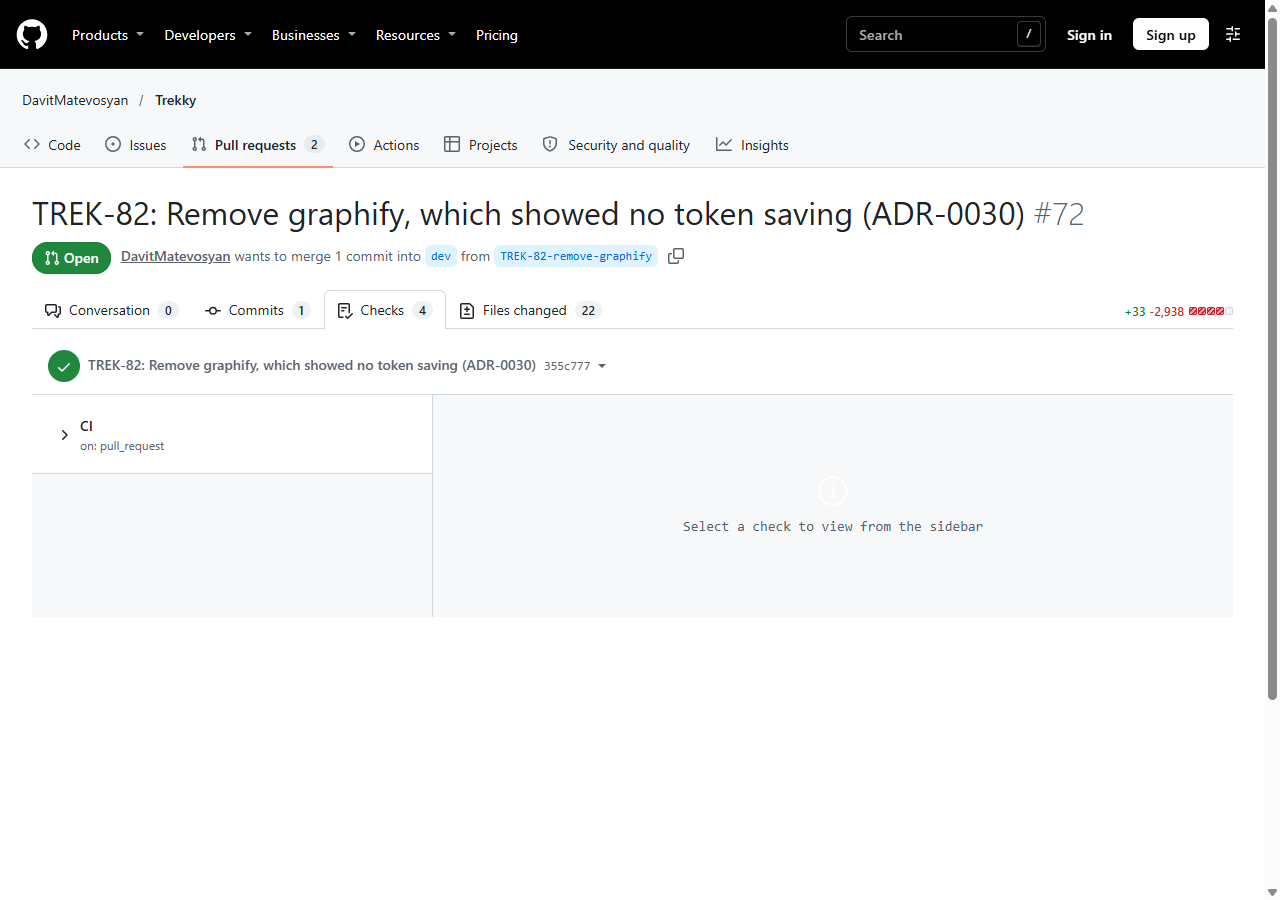 Products Developers Businesses Resources Pricing Search / Sign in Sign up
DavitMatevosyan / Trekky
Code Issues Pull requests 2 Actions Projects Security and quality Insights
TREK-82: Remove graphify, which showed no token saving (ADR-0030) #72
Open DavitMatevosyan wants to merge 1 commit into dev from TREK-82-remove-graphify
Conversation 0 Commits 1 Checks 4 Files changed 22 +33 -2,938
TREK-82: Remove graphify, which showed no token saving (ADR-0030) 355c777
CI
on: pull_request
Select a check to view from the sidebar